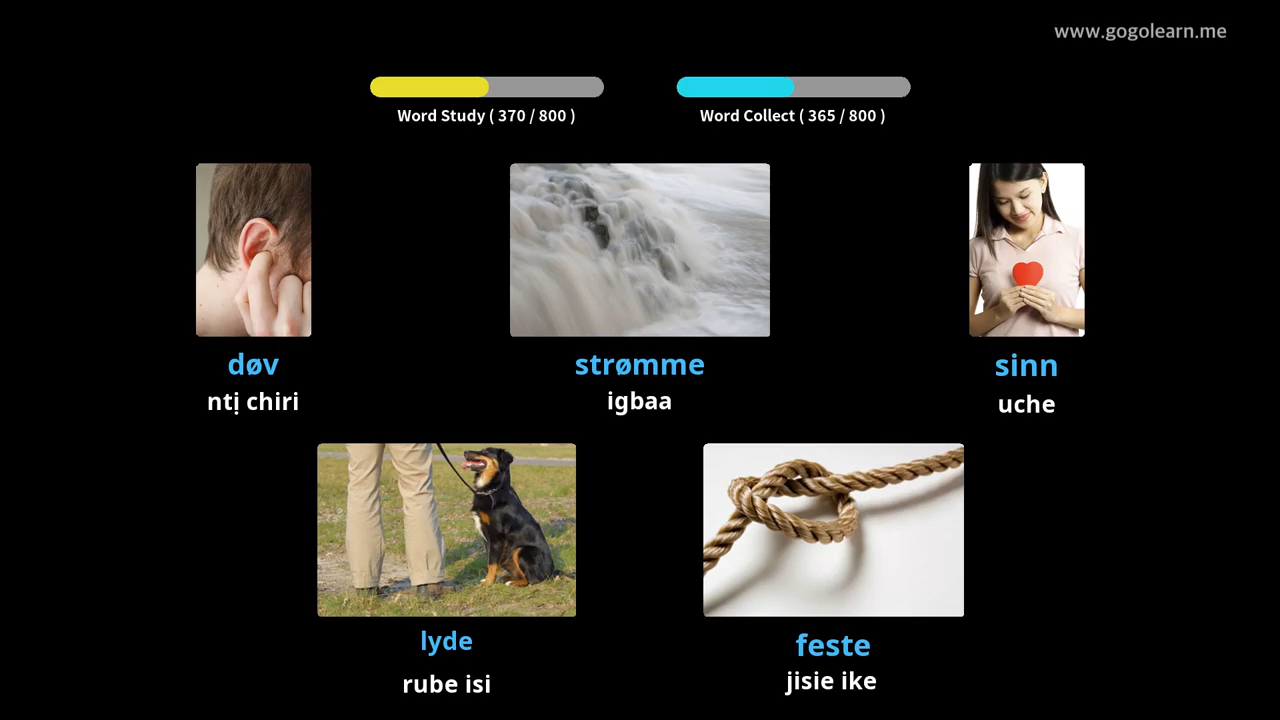 www.gogolearn.me
Word Study ( 370 / 800 )
Word Collect ( 365 / 800 )
døv
strømme
sinn
ntị chiri
igbaa
uche
lyde
feste
rube isi
jisie ike